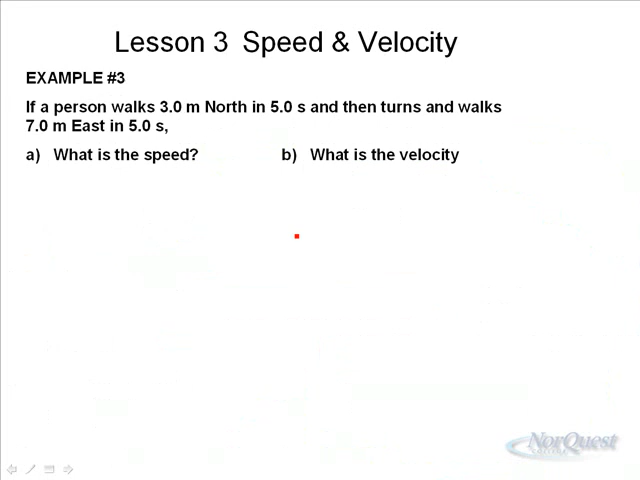 Lesson 3 Speed & Velocity
EXAMPLE #3
If a person walks 3.0 m North in 5.0 s and then turns and walks
7.0 m East in 5.0 s,
a) What is the speed? b) What is the velocity
NorQuest
COLLEGE